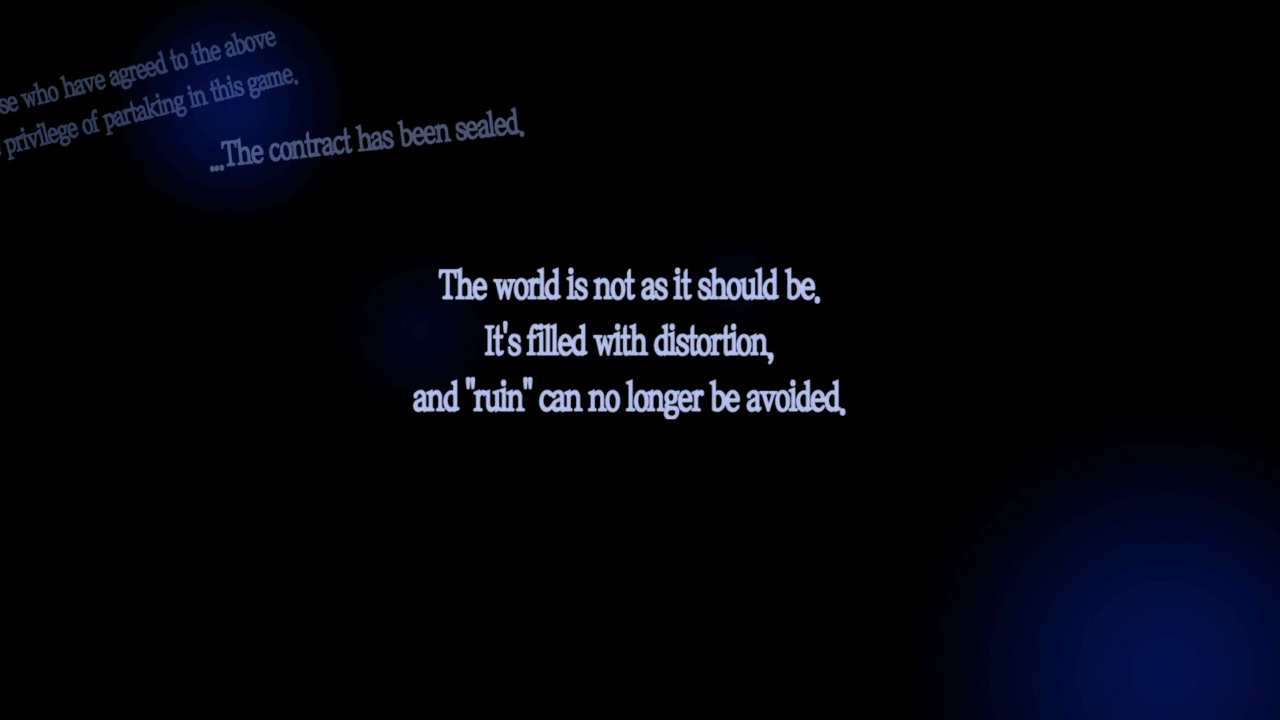 who have agreed to the above
privilege of partaking in this game.
...The contract has been sealed.
The world is not as it should be.
It's filled with distortion,
and "ruin" can no longer be avoided.